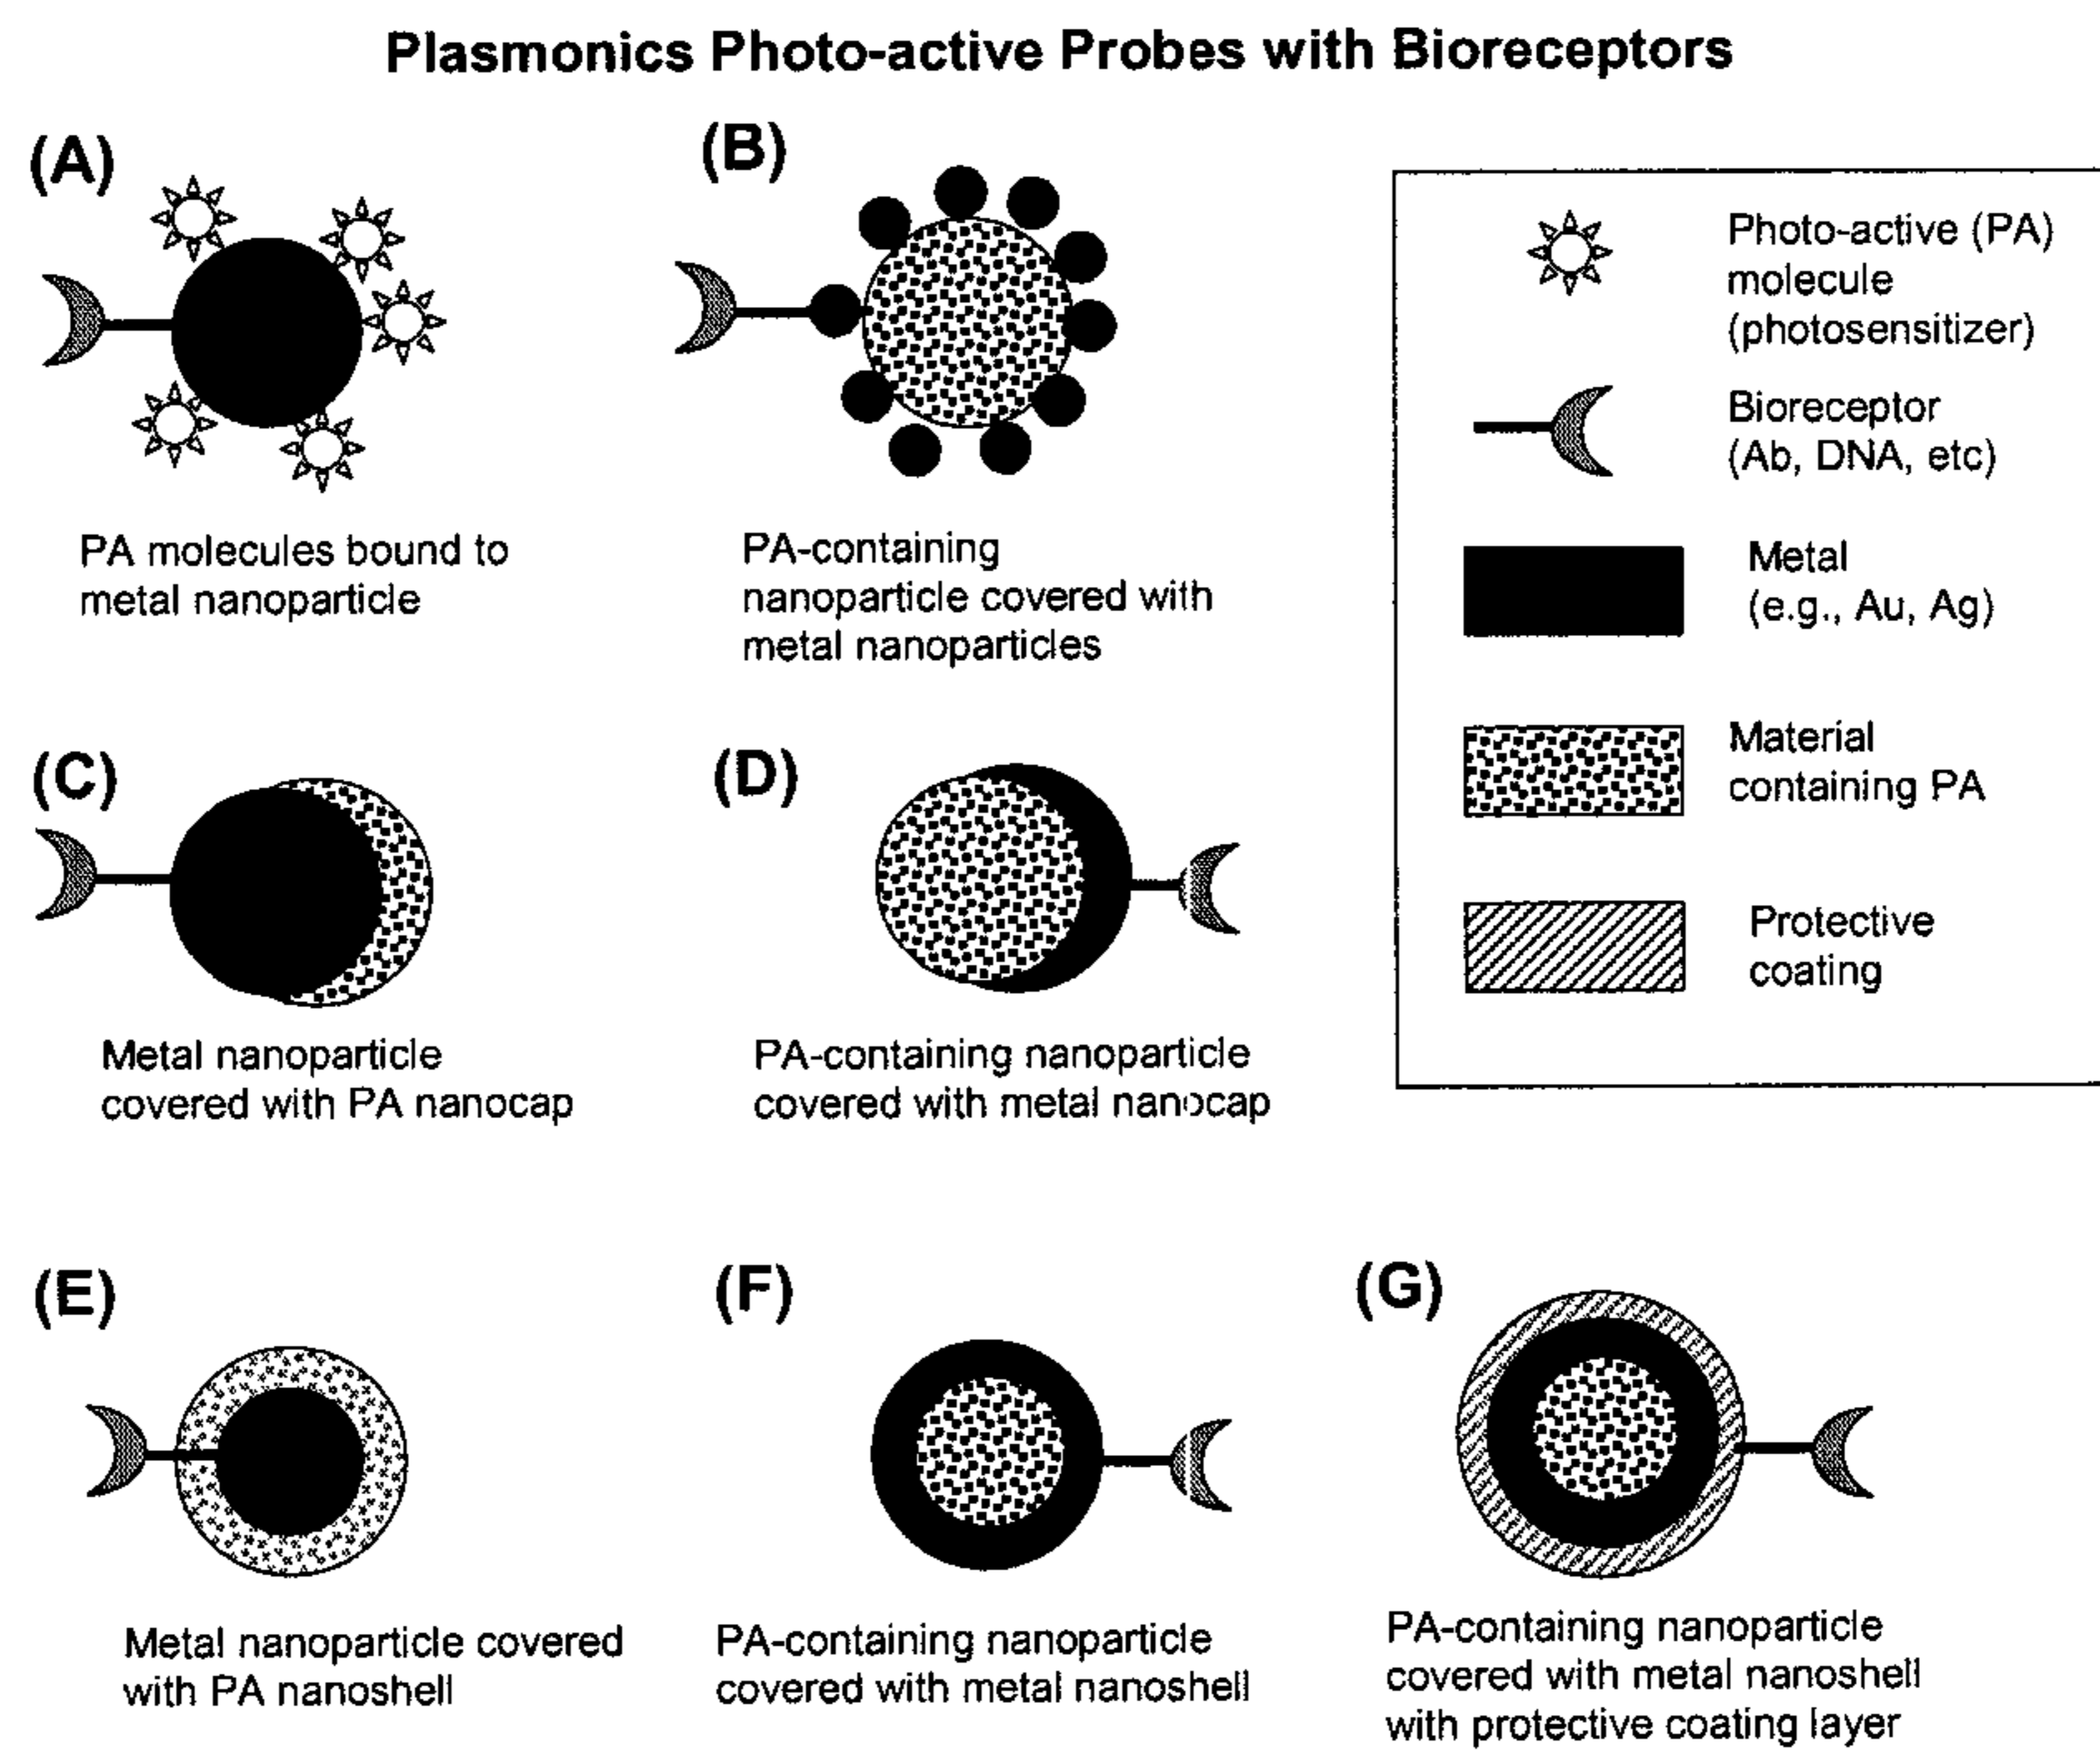 Plasmonics Photo-active Probes with Bioreceptors
(A)
PA molecules bound to
metal nanoparticle
(B)
PA-containing
nanoparticle covered with
metal nanoparticles
Photo-active (PA)
molecule
(photosensitizer)
Bioreceptor
(Ab, DNA, etc)
Metal
(e.g., Au, Ag)
Material
containing PA
Protective
coating
(C)
Metal nanoparticle
covered with PA nanocap
(D)
PA-containing nanoparticle
covered with metal nanocap
(E)
Metal nanoparticle covered
with PA nanoshell
(F)
PA-containing nanoparticle
covered with metal nanoshell
(G)
PA-containing nanoparticle
covered with metal nanoshell
with protective coating layer